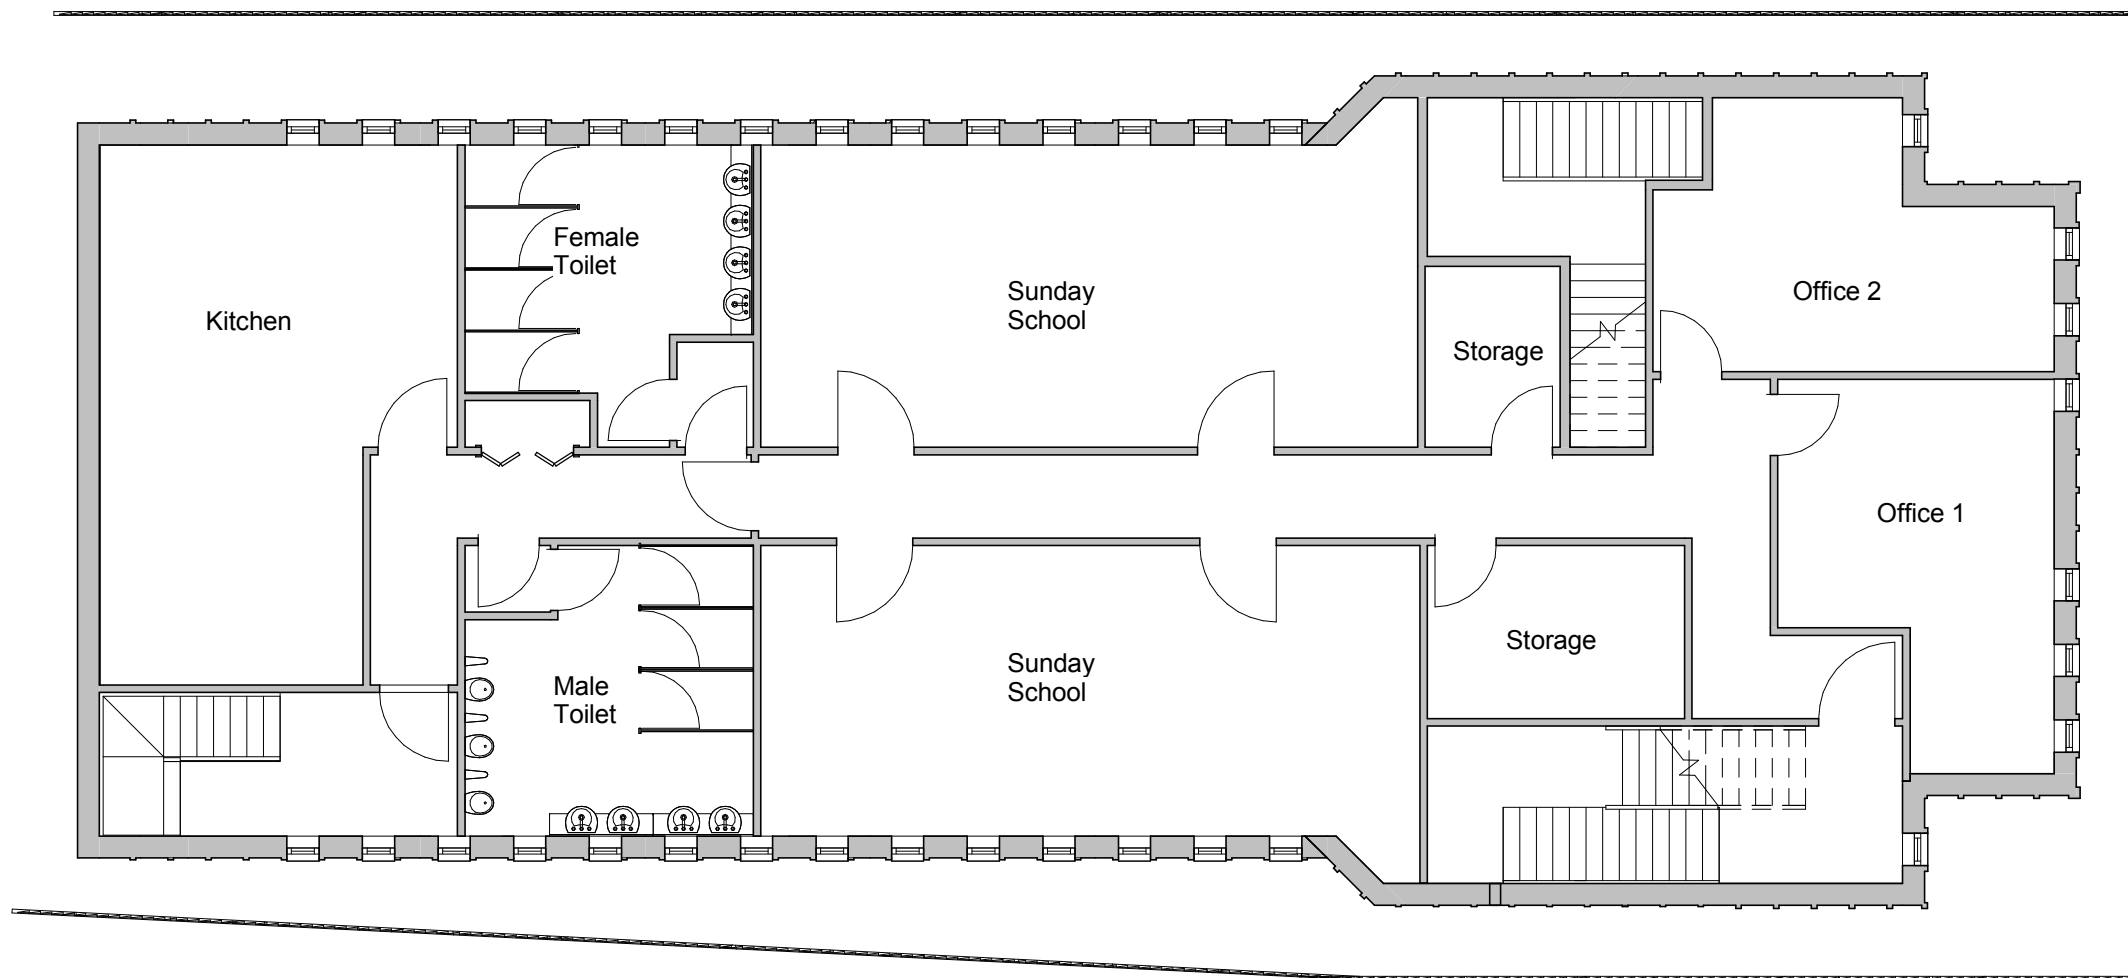 Female
Toilet
Kitchen
Sunday
School
Storage
Office 2
Office 1
Male
Toilet
Sunday
School
Storage